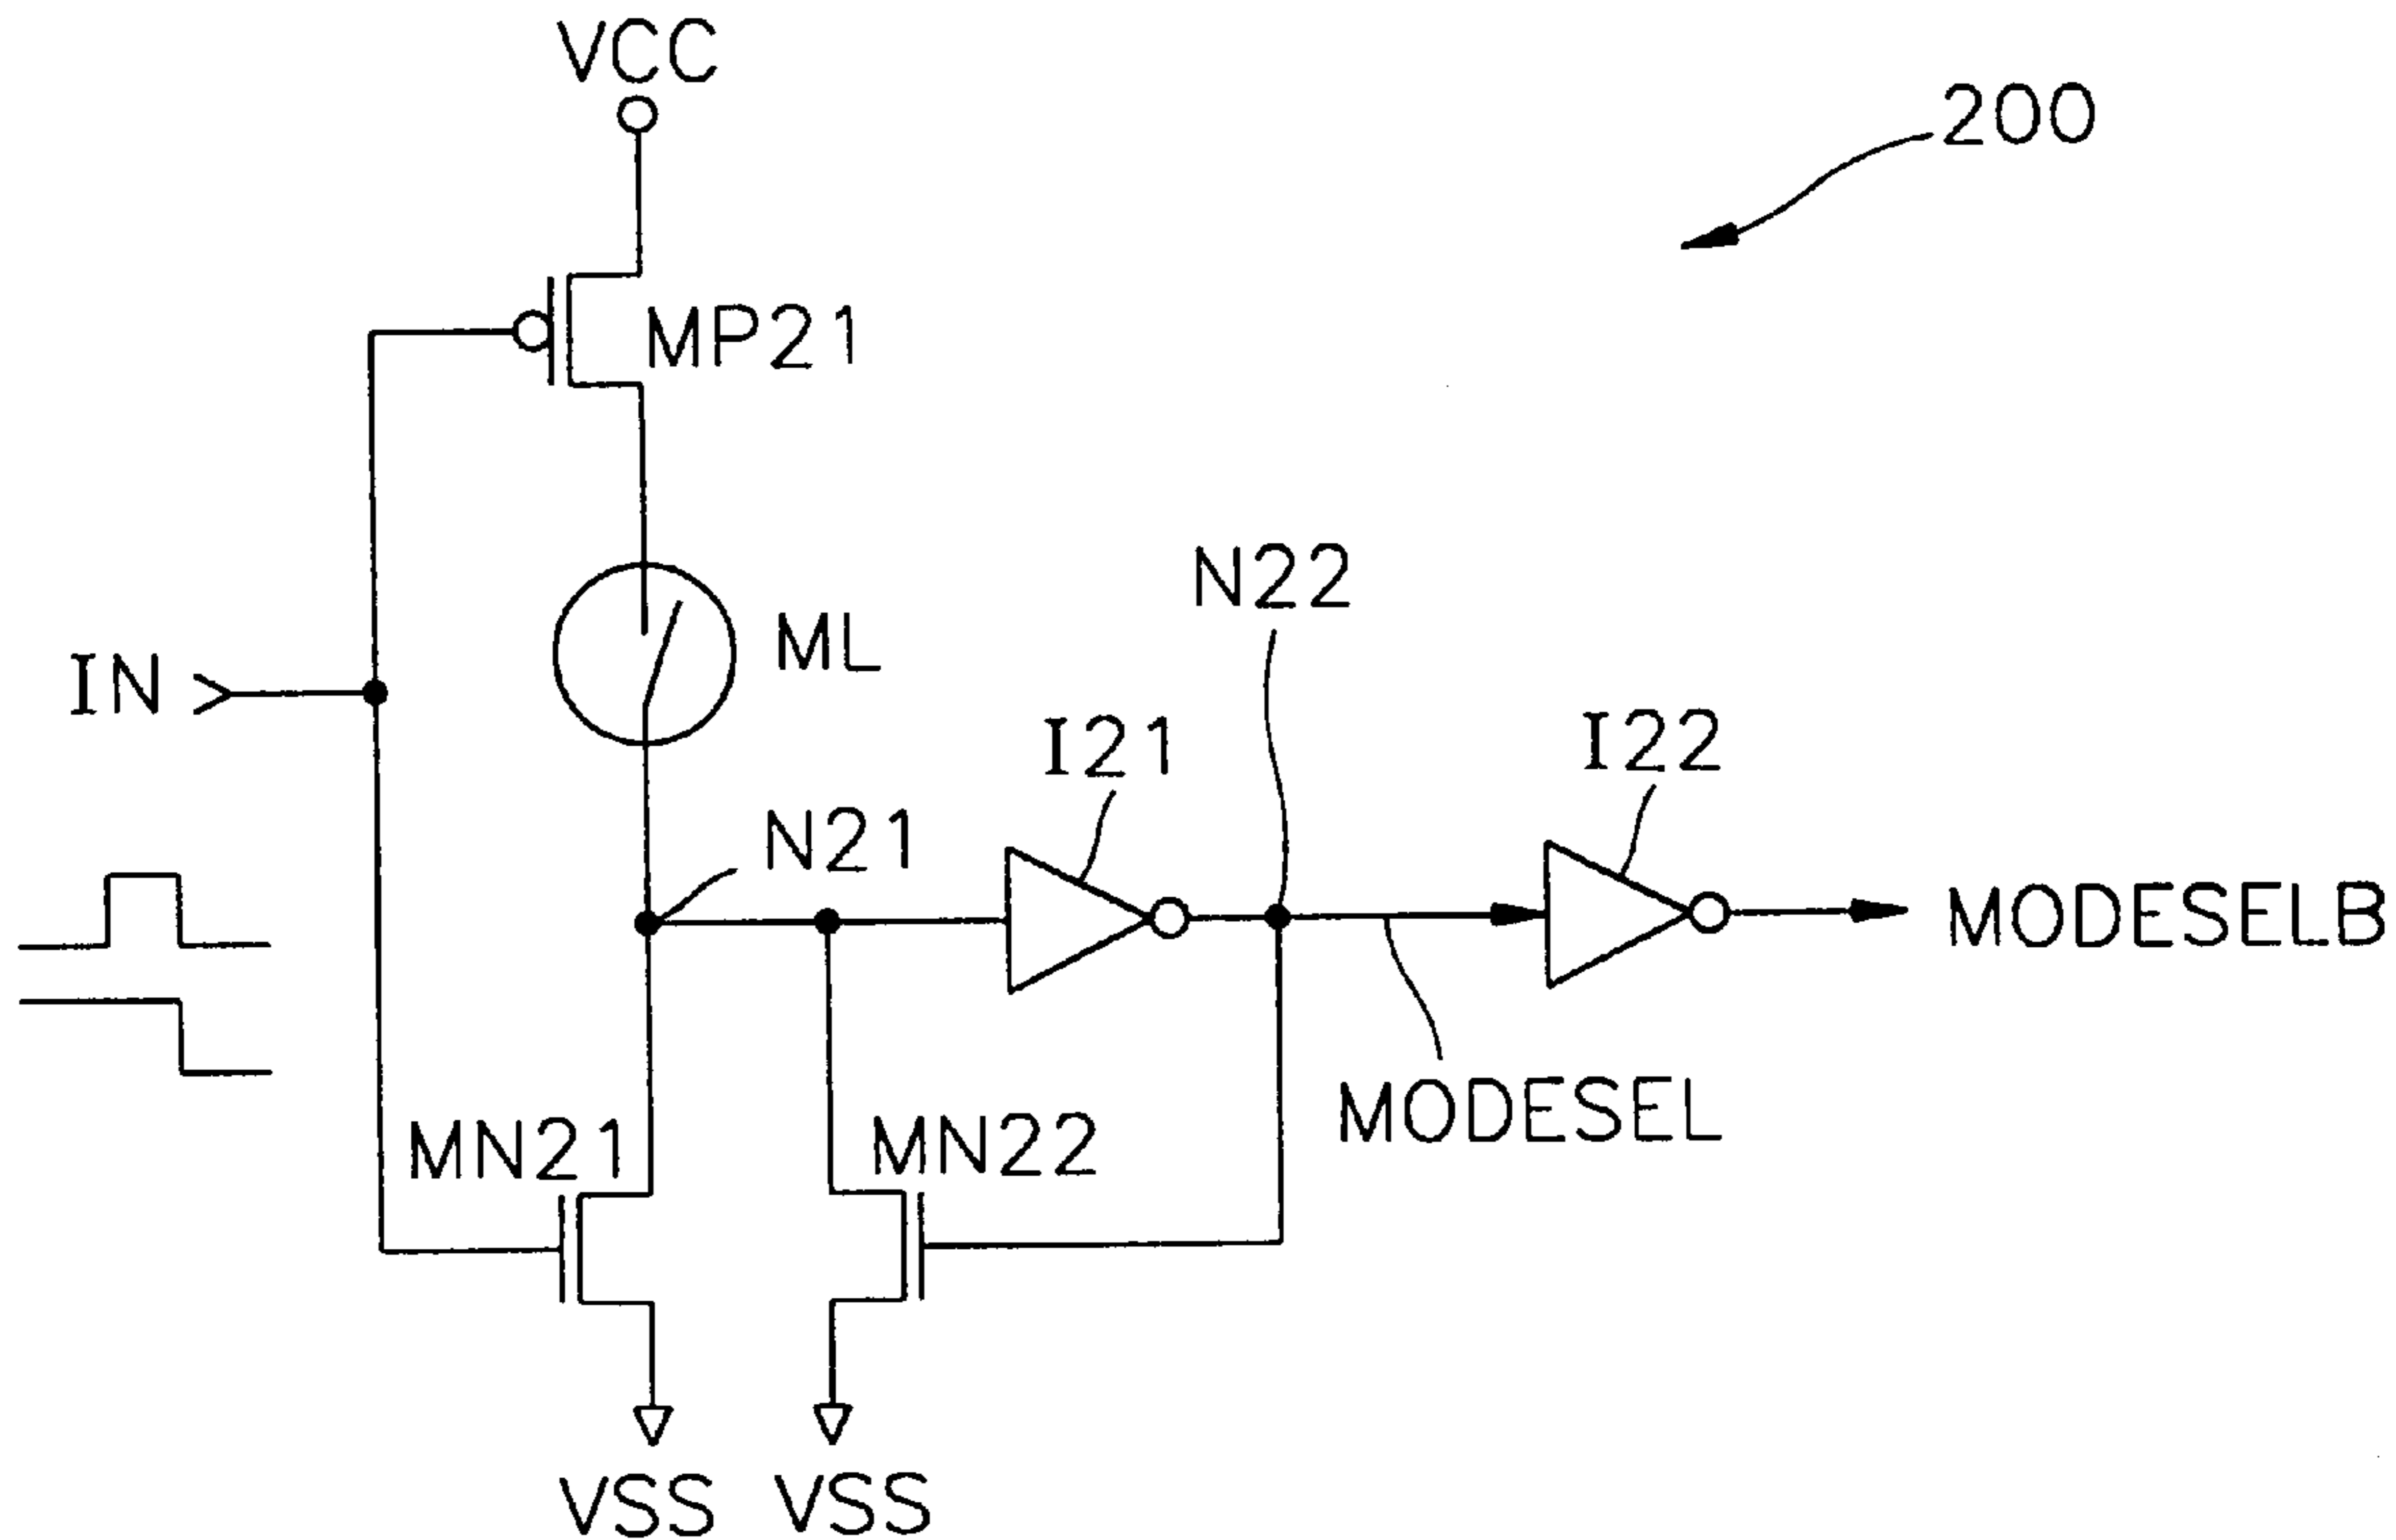 VCC
200
MP21
N22
ML
IN
I21
I22
N21
MODESELB
MODESEL
MN21
MN22
VSS
VSS